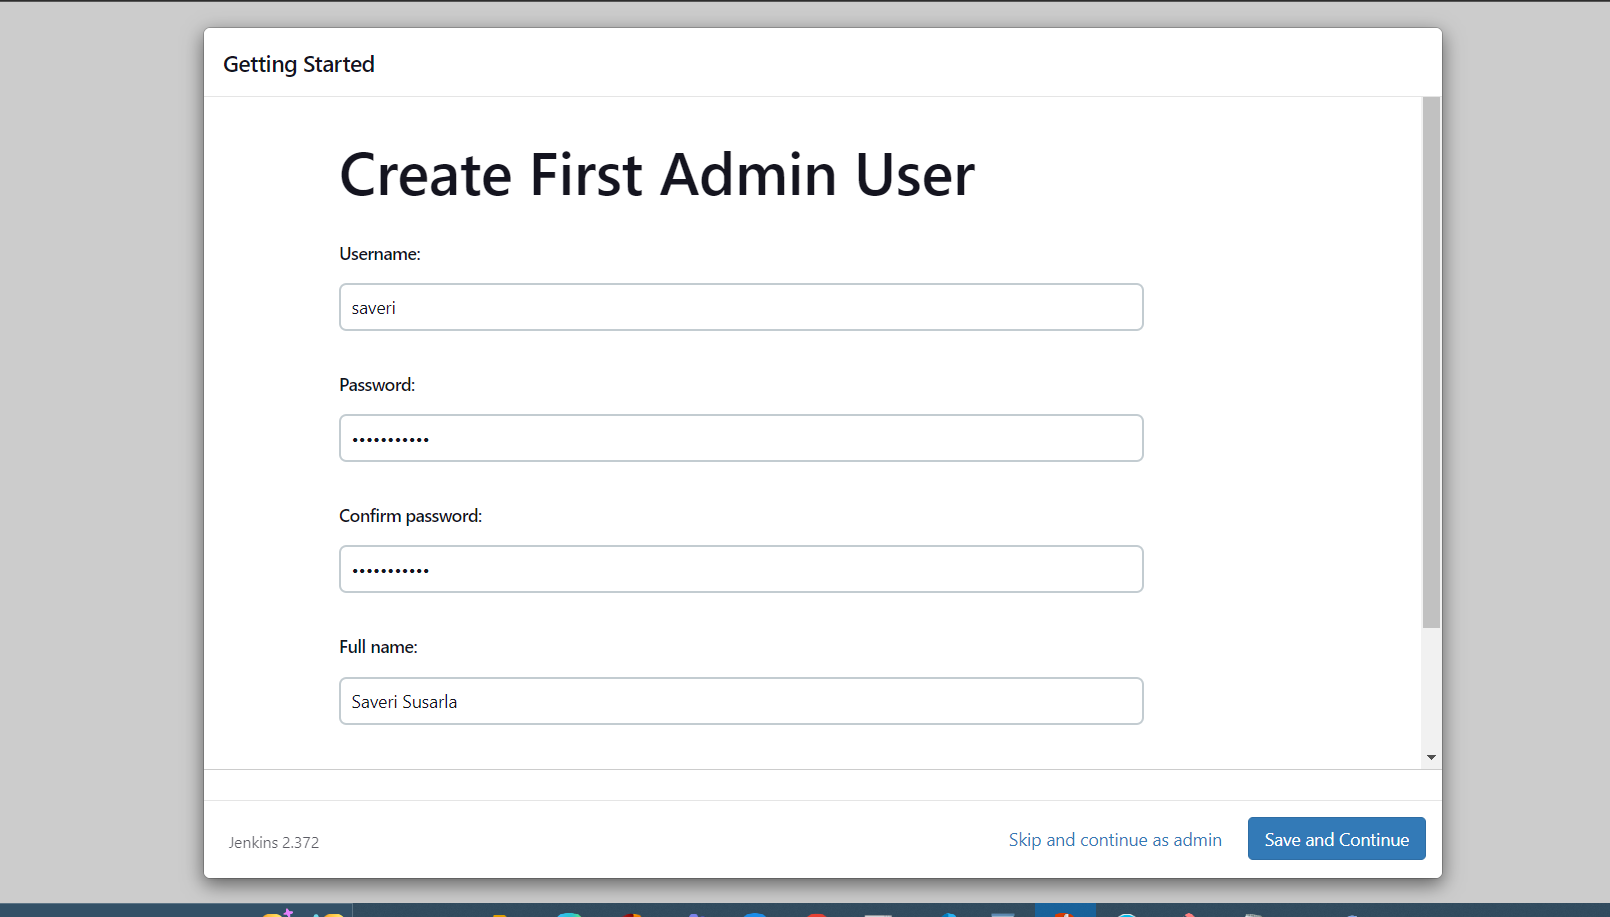 Getting Started
Create First Admin User
Username:
saveri
Password:
•••••••••••
Confirm password:
•••••••••••
Full name:
Saveri Susarla
Jenkins 2.372
Skip and continue as admin
Save and Continue